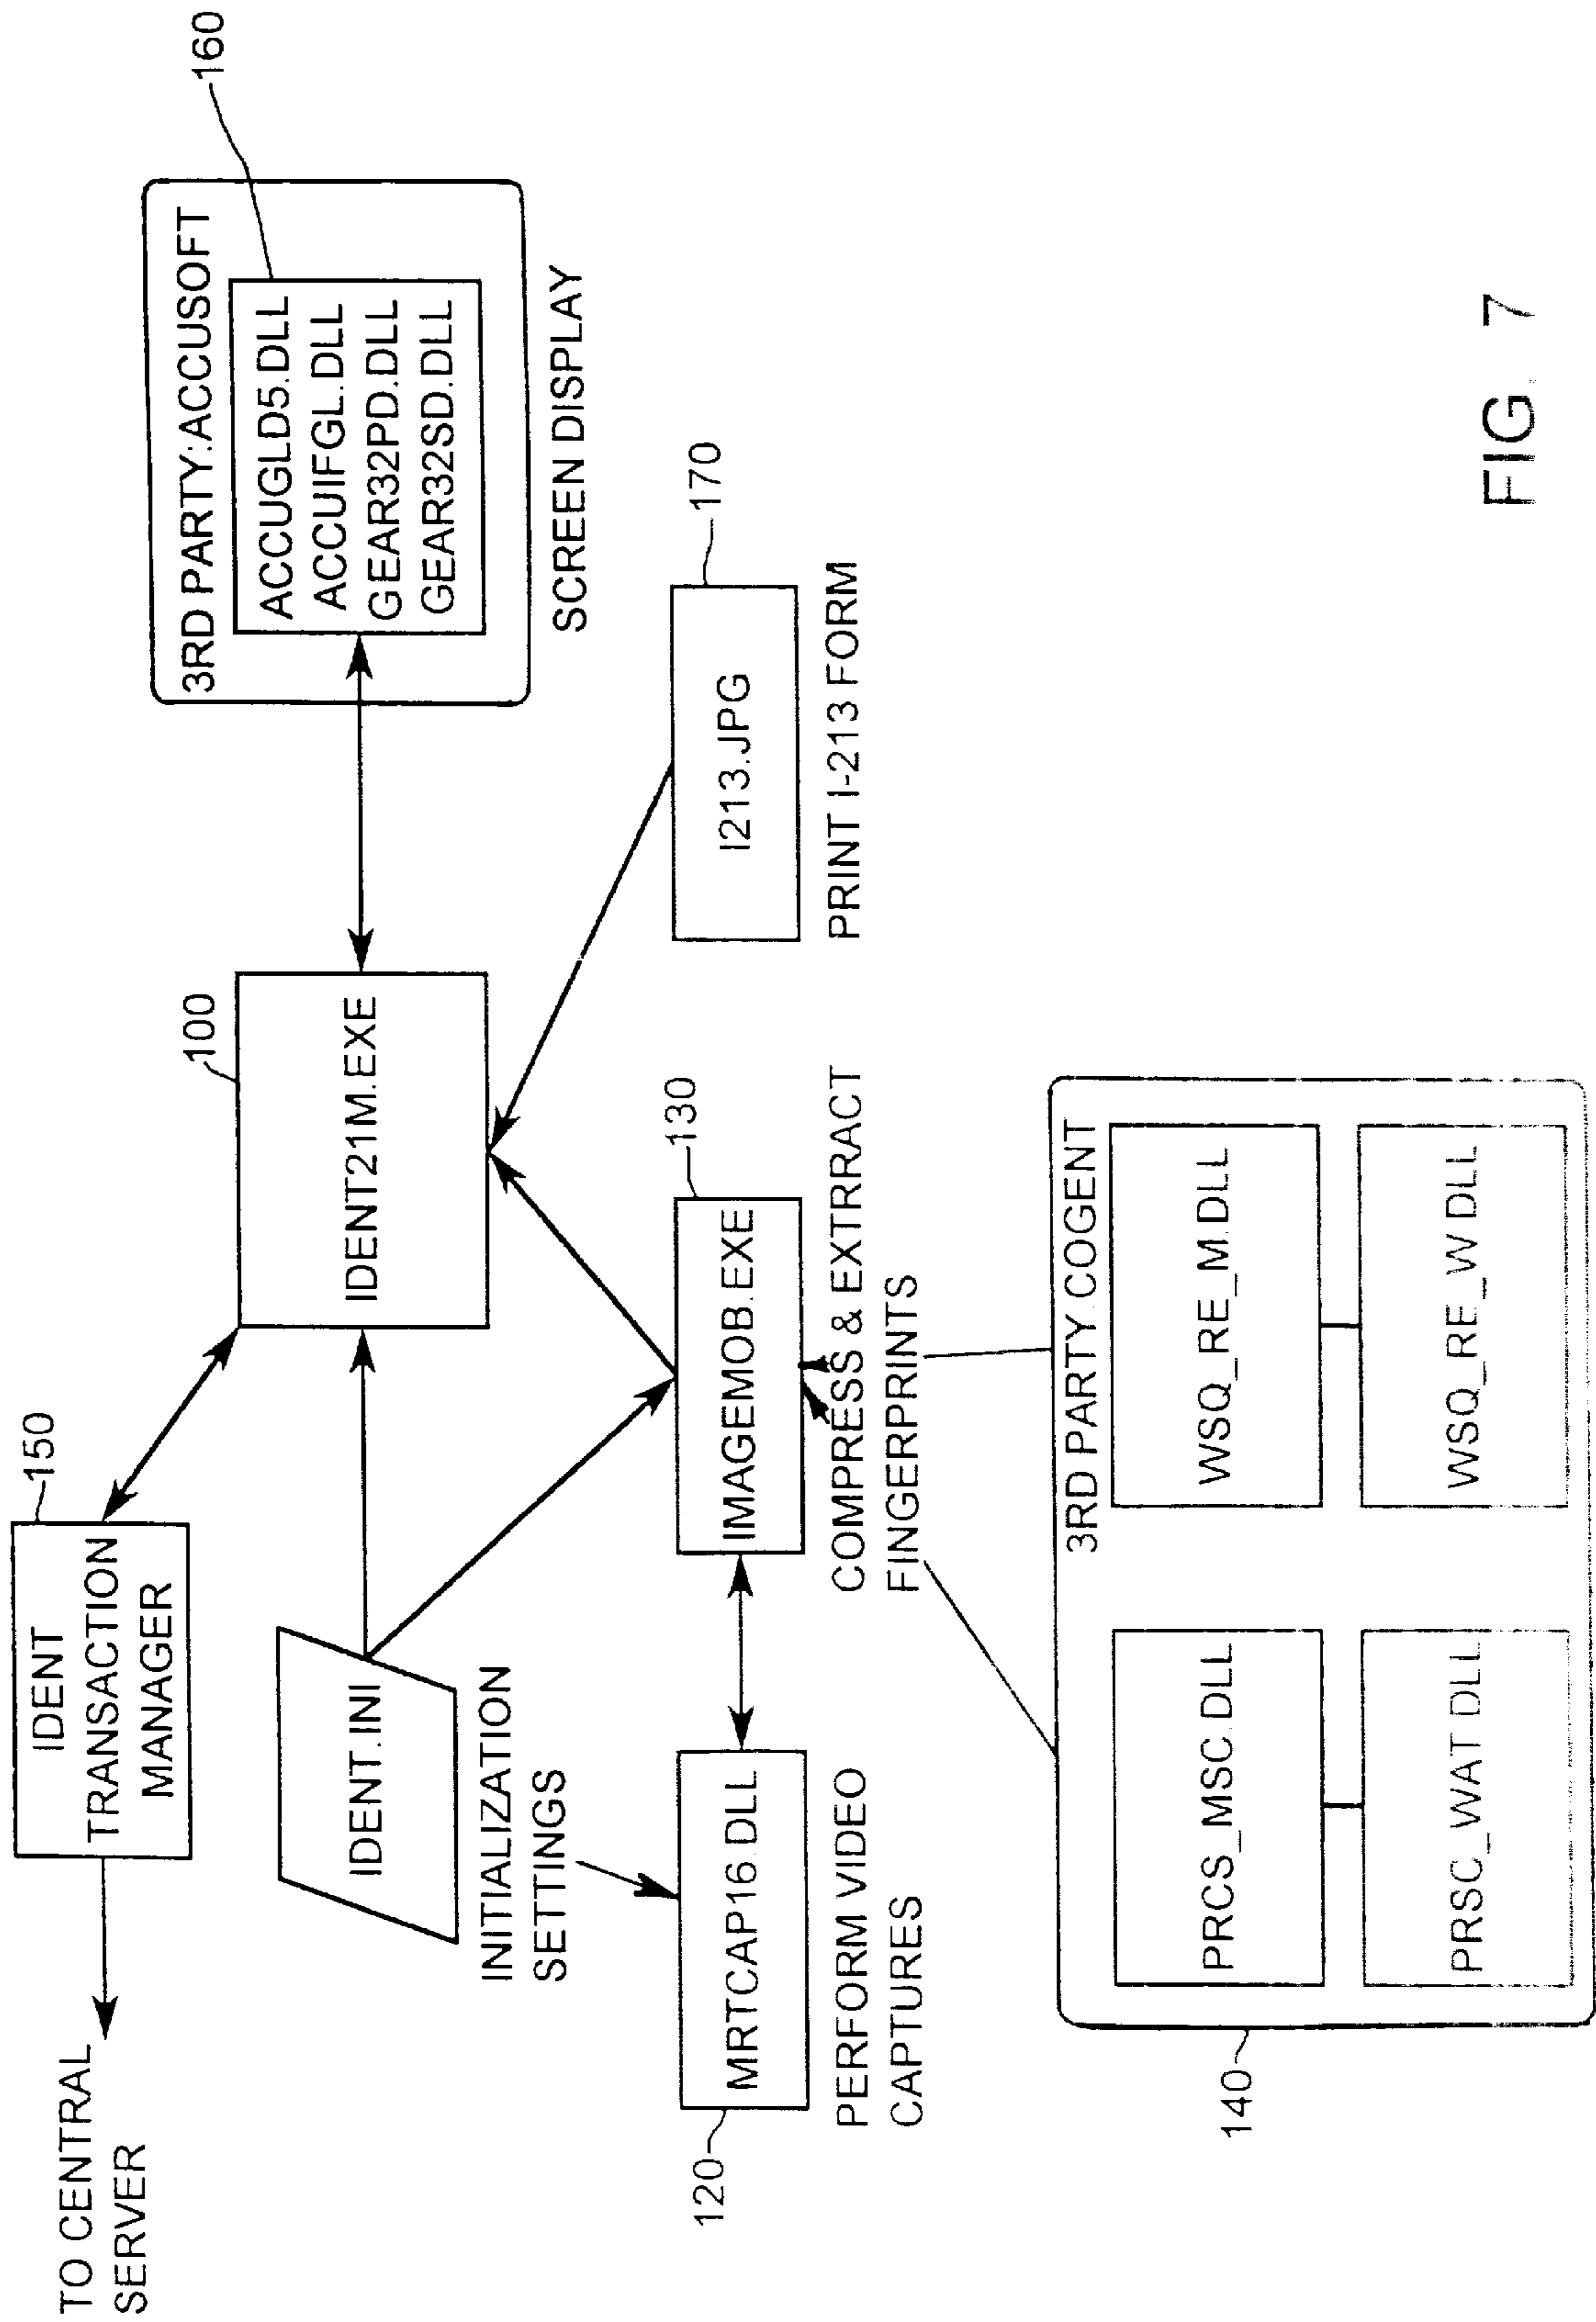 TO CENTRAL
SERVER
150
IDENT
TRANSACTION
MANAGER
100
IDENT21M.EXE
160
3RD PARTY:ACCUSOFT
ACCUGLD5.DLL
ACCUIFGL.DLL
GEAR32PD.DLL
GEAR32SD.DLL
SCREEN DISPLAY
IDENT.INI
INITIALIZATION
SETTINGS
120
MRTCAP16.DLL
PERFORM VIDEO
CAPTURES
130
IMAGEMOB.EXE
COMPRESS & EXTRRACT
FINGERPRINTS
170
I213.JPG
PRINT I-213 FORM
140
3RD PARTY.COGENT
PRCS_MSC.DLL
WSQ_RE_M.DLL
PRSC_WAT.DLL
WSQ_RE_W.DLL
FIG. 7